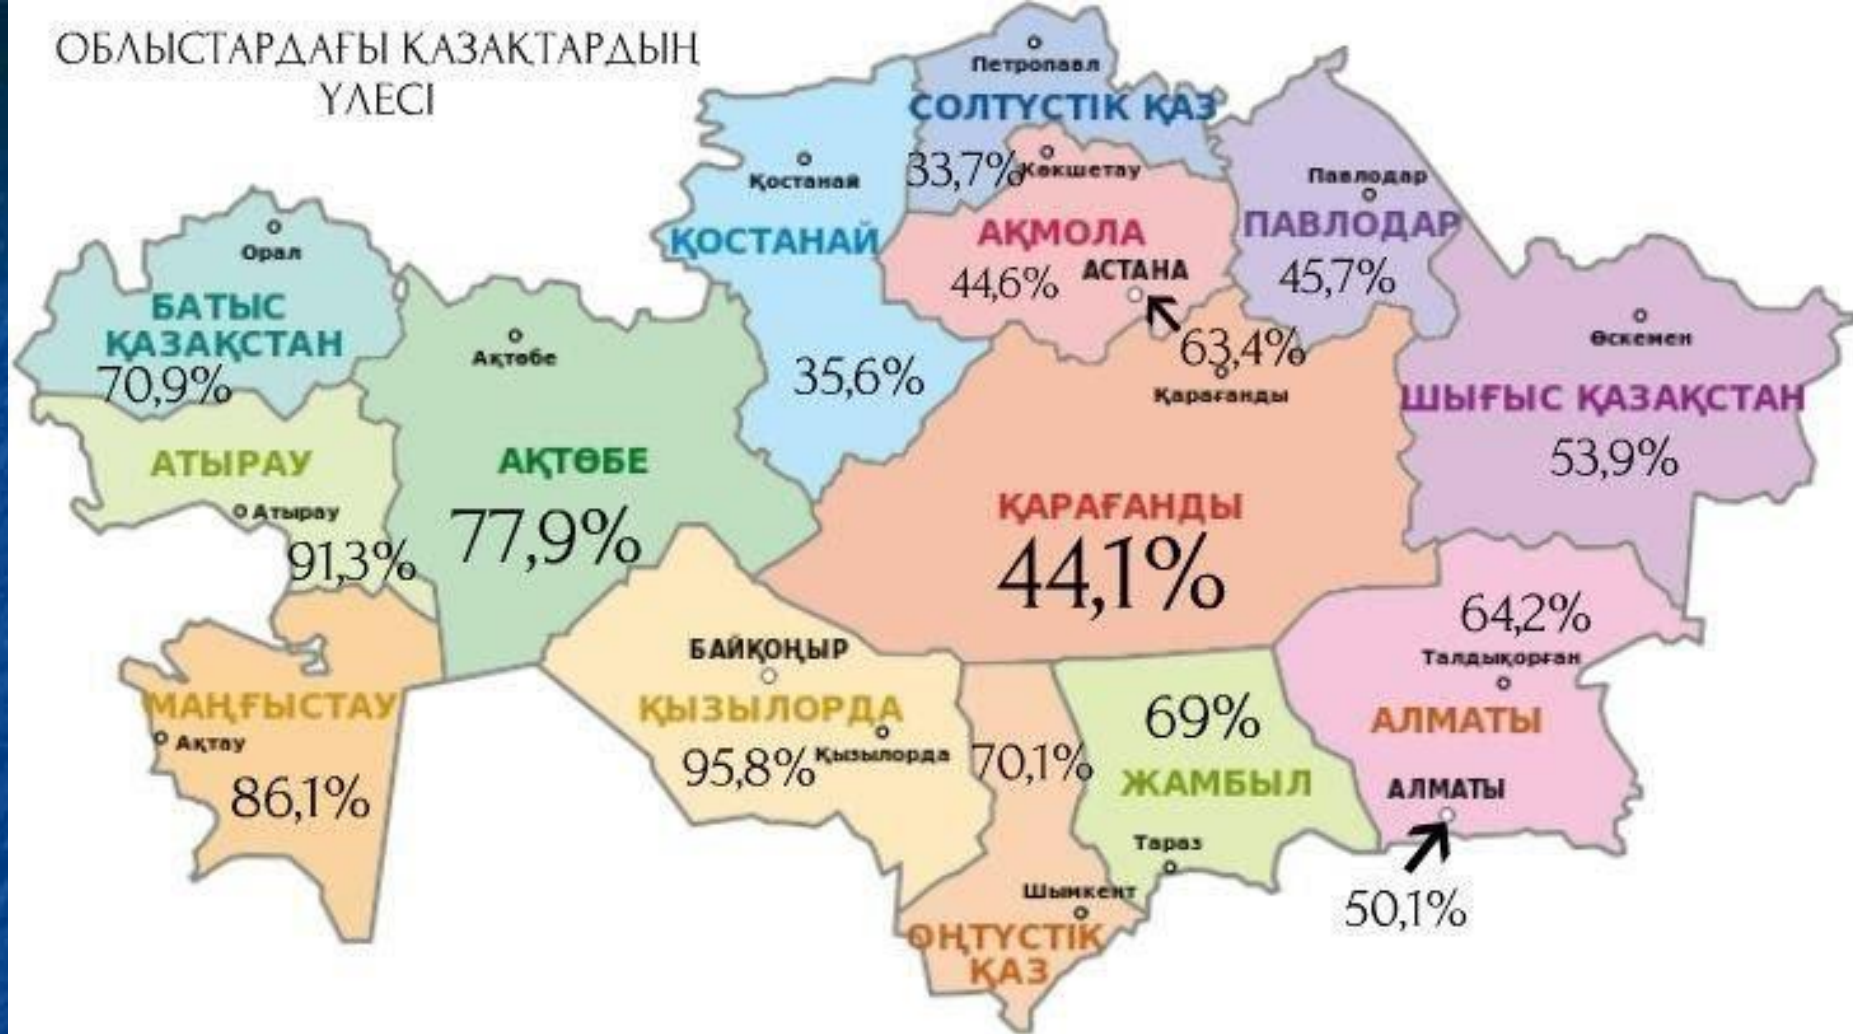 ОБЛЫСТАРДАҒЫ ҚАЗАҚТАРДЫҢ
ҮЛЕСІ
Петропавл
СОЛТҮСТІК ҚАЗ
33,7%
Көкшетау
Қостанай
ҚОСТАНАЙ
35,6%
АҚМОЛА
44,6%
АСТАНА
63,4%
Павлодар
ПАВЛОДАР
45,7%
Орал
БАТЫС
ҚАЗАҚСТАН
70,9%
Ақтөбе
АҚТӨБЕ
77,9%
АТЫРАУ
Атырау
91,3%
Қарағанды
ҚАРАҒАНДЫ
44,1%
Өскемен
ШЫҒЫС ҚАЗАҚСТАН
53,9%
МАҢҒЫСТАУ
Ақтау
86,1%
БАЙҚОҢЫР
ҚЫЗЫЛОРДА
95,8%
Қызылорда
70,1%
Шымкент
ОҢТҮСТІК
ҚАЗ
69%
ЖАМБЫЛ
Тараз
64,2%
Талдықорған
АЛМАТЫ
АЛМАТЫ
50,1%